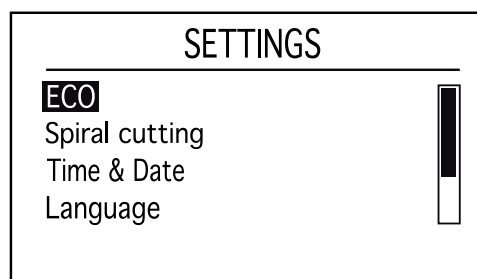 SETTINGS
ECO
Spiral cutting
Time & Date
Language